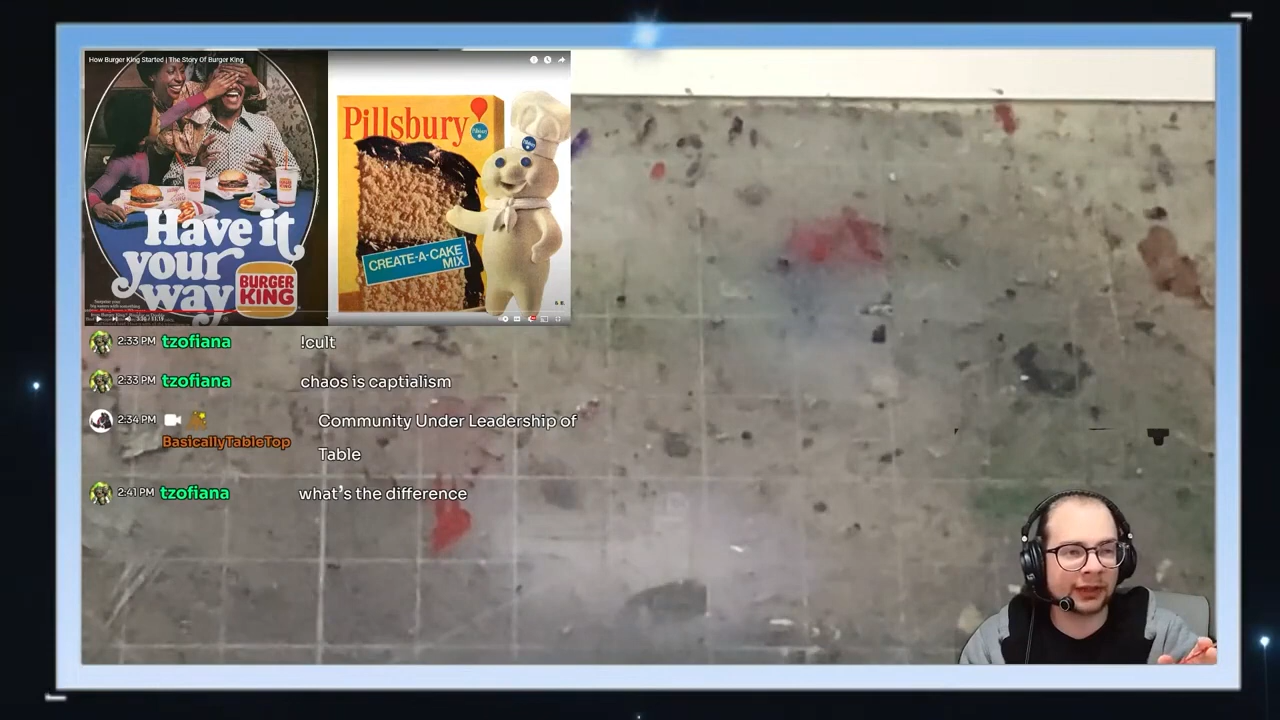 How Burger King Started | The Story Of Burger King
Have it
your
way
BURGER
KING
Pillsbury
CREATE-A-CAKE
MIX
2:33 PM tzofiana !cult
2:33 PM tzofiana chaos is captialism
2:34 PM BasicallyTableTop Community Under Leadership of
Table
2:41 PM tzofiana what's the difference